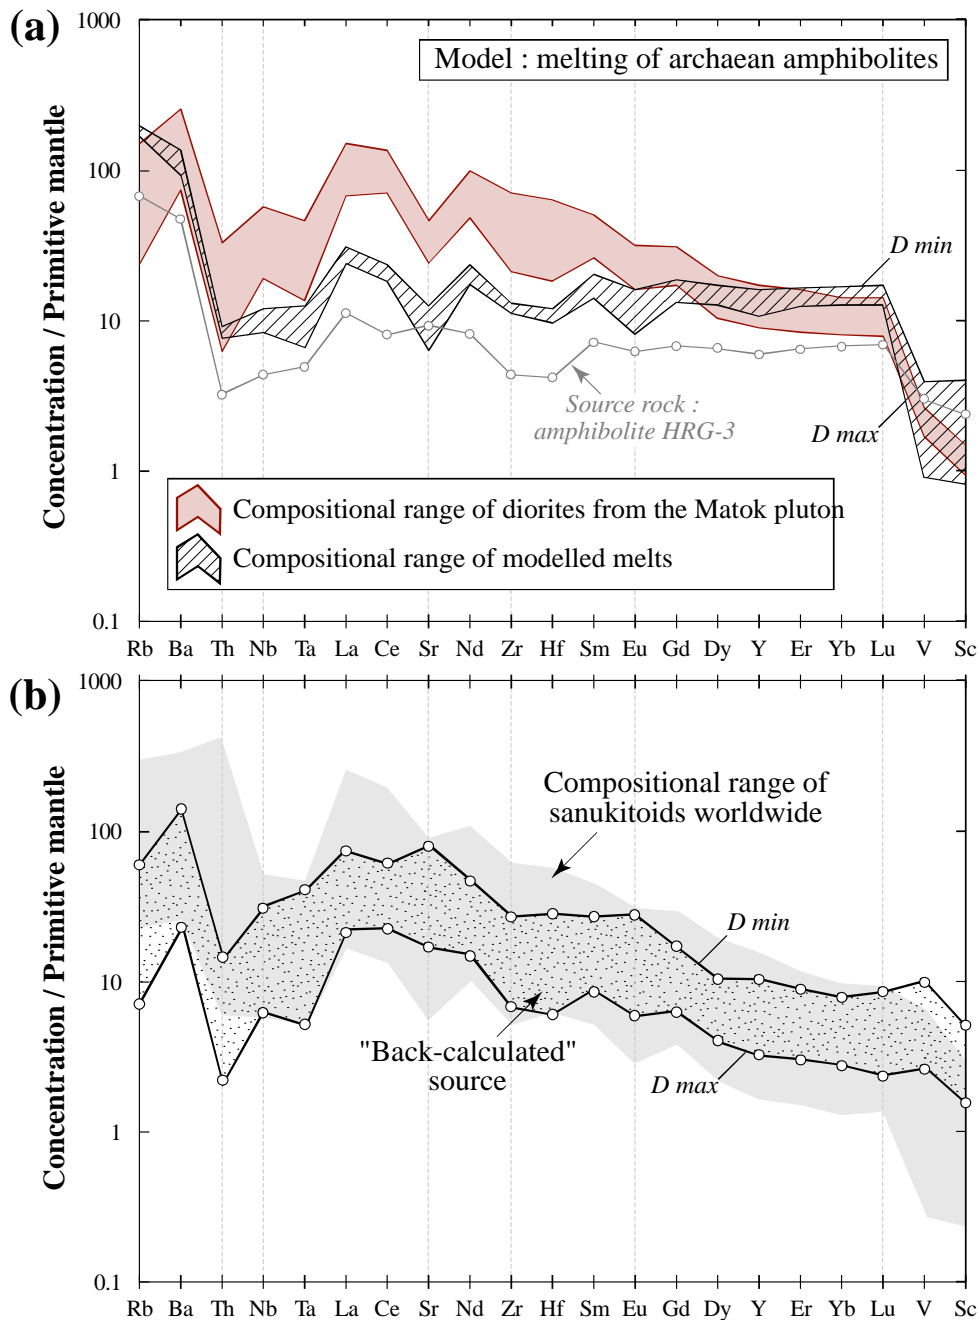 (a)
Model : melting of archaean amphibolites
Concentration / Primitive mantle
1000
100
10
1
0.1
D min
D max
Source rock :
amphibolite HRG-3
Compositional range of diorites from the Matok pluton
Compositional range of modelled melts
Rb Ba Th Nb Ta La Ce Sr Nd Zr Hf Sm Eu Gd Dy Y Er Yb Lu V Sc
(b)
Concentration / Primitive mantle
1000
100
10
1
0.1
Compositional range of
sanukitoids worldwide
D min
D max
"Back-calculated"
source
Rb Ba Th Nb Ta La Ce Sr Nd Zr Hf Sm Eu Gd Dy Y Er Yb Lu V Sc